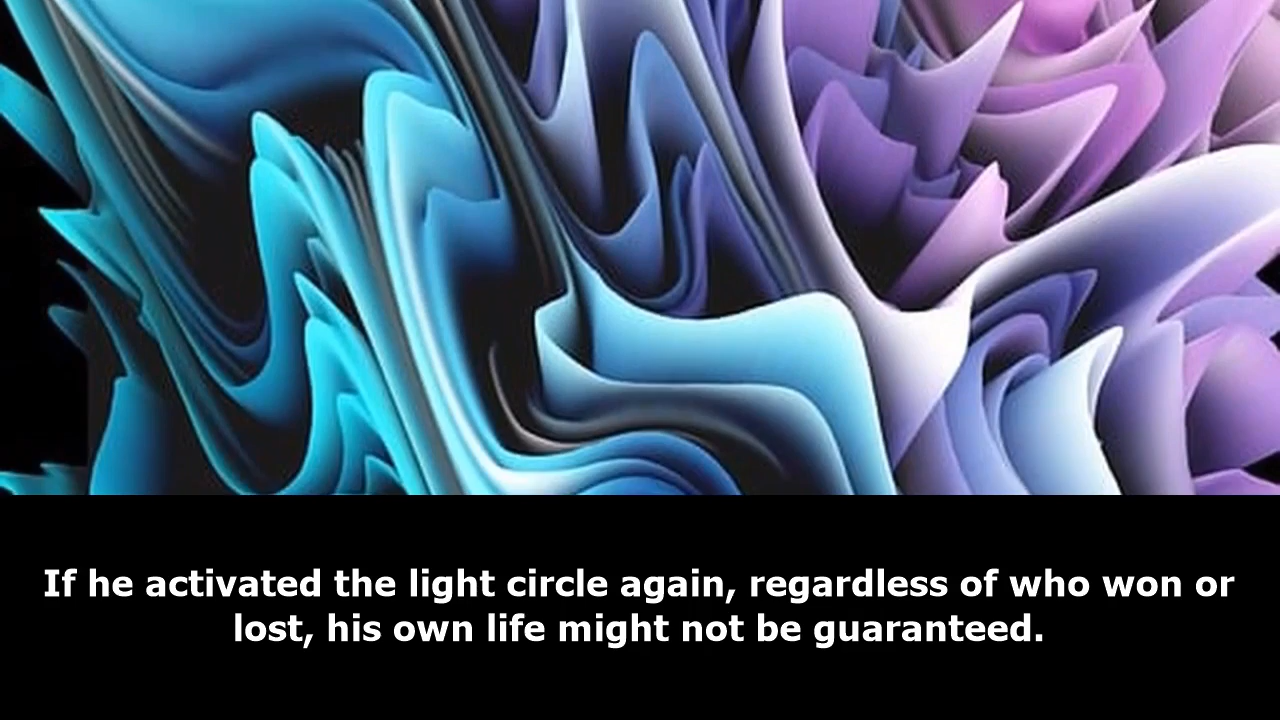 If he activated the light circle again, regardless of who won or
lost, his own life might not be guaranteed.